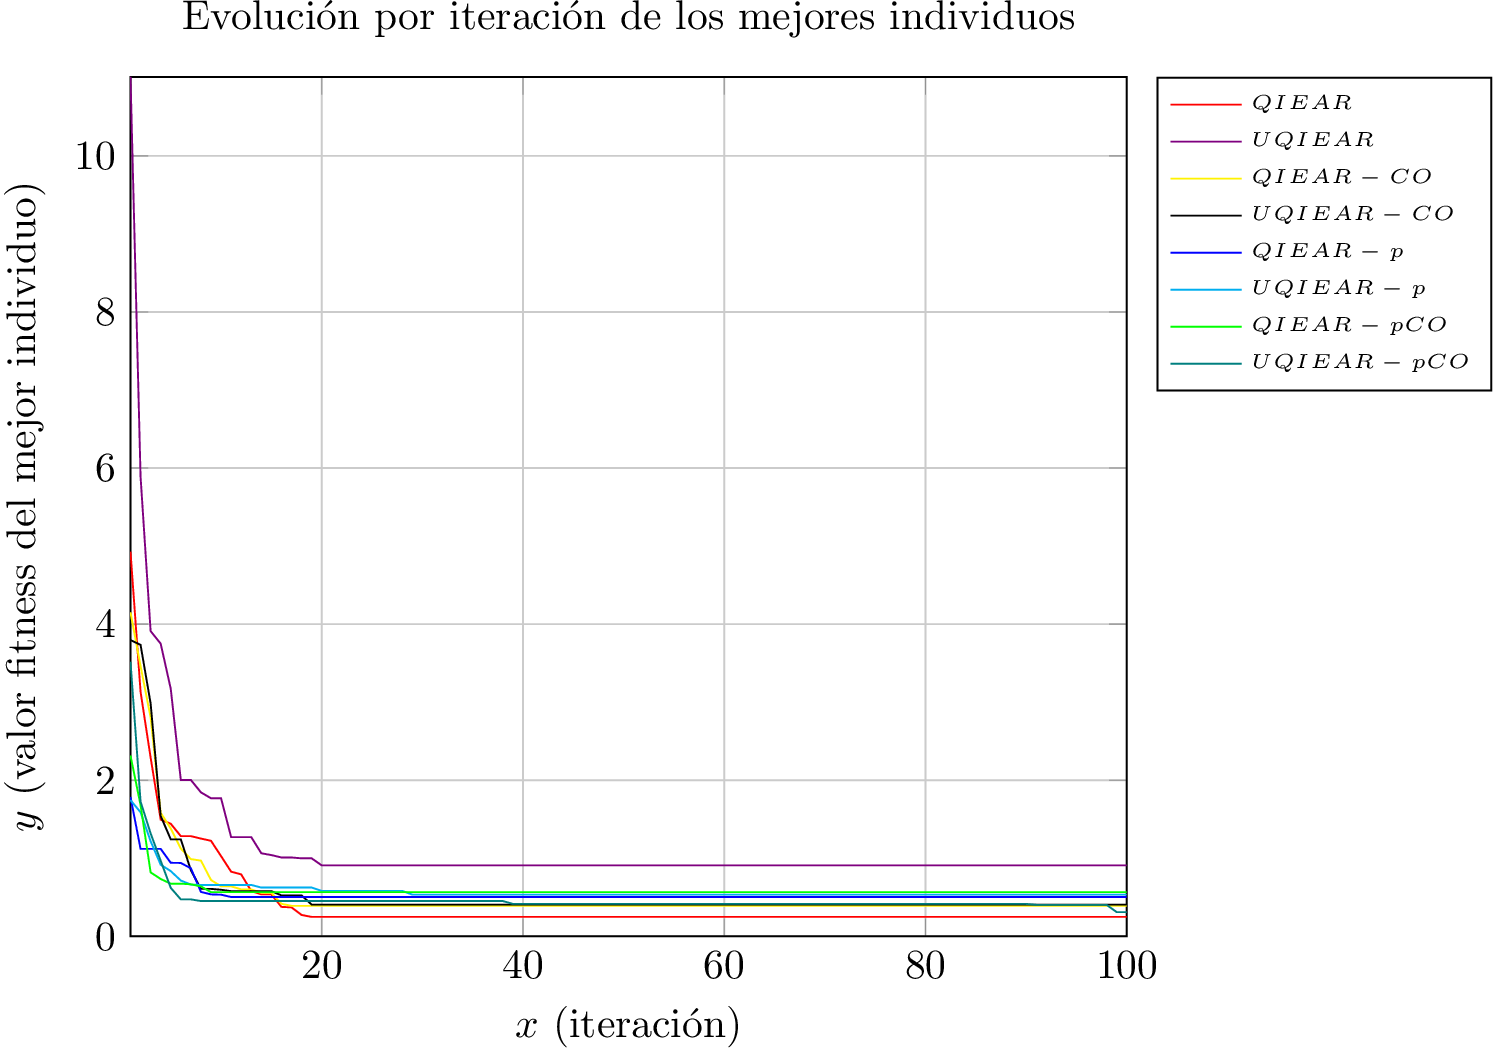 Evolución por iteración de los mejores individuos
y (valor fitness del mejor individuo)
10
8
6
4
2
0
20 40 60 80 100
x (iteración)
QIEAR
UQIEAR
QIEAR – CO
UQIEAR – CO
QIEAR – p
UQIEAR – p
QIEAR – pCO
UQIEAR – pCO